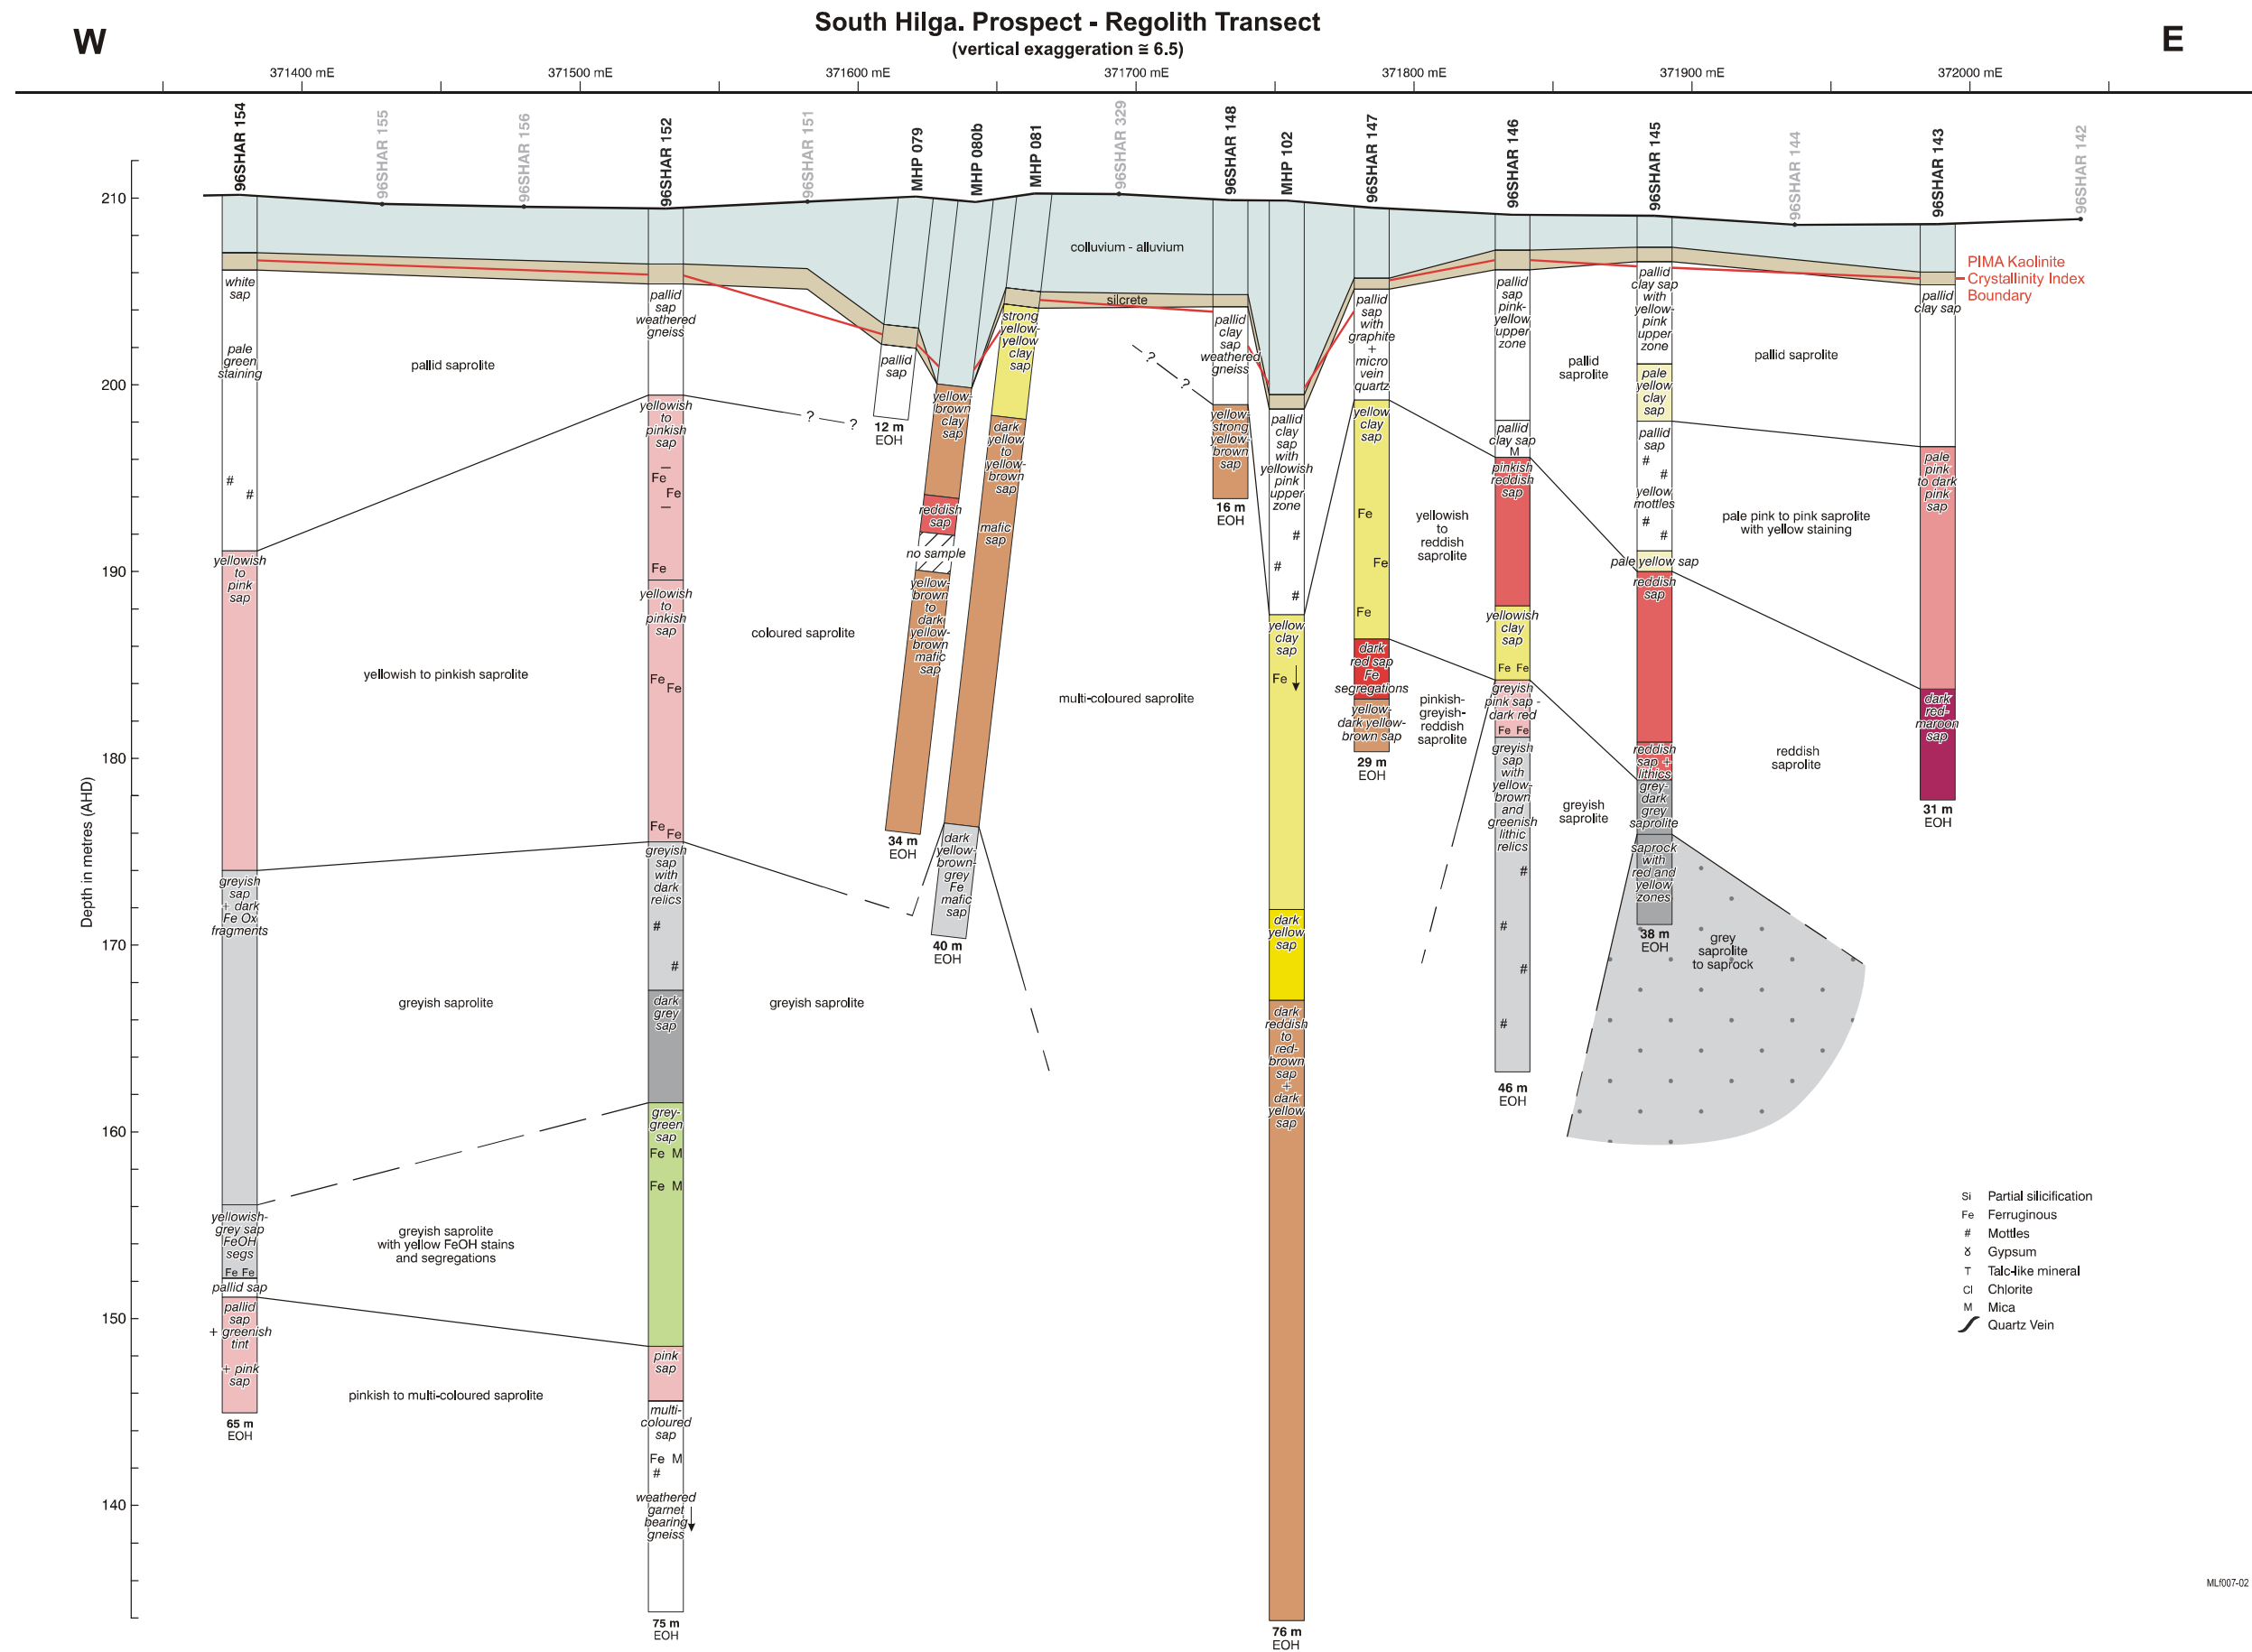 South Hilga. Prospect - Regolith Transect
(vertical exaggeration ≅ 6.5)
W
E
371400 mE
371500 mE
371600 mE
371700 mE
371800 mE
371900 mE
372000 mE
96SHAR 154
96SHAR 155
96SHAR 156
96SHAR 152
96SHAR 151
MHP 079
MHP 080b
MHP 081
96SHAR 329
96SHAR 148
MHP 102
96SHAR 147
96SHAR 146
96SHAR 145
96SHAR 144
96SHAR 143
96SHAR 142
Depth in metres (AHD)
210
200
190
180
170
160
150
140
white
sap
pale
green
staining
#
#
yellowish
to
pink
sap
greyish
sap
+ dark
Fe Ox
fragments
yellowish-
grey sap
FeOH
segs
Fe Fe
pallid sap
pallid
sap
+ greenish
tint
+ pink
sap
65 m
EOH
pallid saprolite
yellowish to pinkish saprolite
greyish saprolite
greyish saprolite
with yellow FeOH stains
and segregations
pinkish to multi-coloured saprolite
pallid
sap
weathered
gneiss
yellowish
to
pinkish
sap
Fe
Fe
Fe
yellowish
to
pinkish
sap
Fe
Fe
Fe
Fe
greyish
sap
with
dark
relics
#
#
dark
grey
sap
grey-
green
sap
Fe M
Fe M
pink
sap
multi-
coloured
sap
Fe M
#
weathered
garnet
bearing
gneiss
75 m
EOH
? ?
coloured saprolite
greyish saprolite
pallid
sap
12 m
EOH
yellow-
brown
clay
sap
reddish
sap
no sample
yellow-
brown
to
dark
yellow-
brown
mafic
sap
34 m
EOH
strong
yellow-
yellow
clay
sap
dark
yellow
to
yellow-
brown
sap
mafic
sap
dark
yellow-
brown-
grey
Fe
mafic
sap
40 m
EOH
colluvium - alluvium
silcrete
?
?
multi-coloured saprolite
pallid
clay
sap
weathered
gneiss
yellow-
strong
yellow-
brown
sap
16 m
EOH
pallid
clay
sap
with
yellowish
pink
upper
zone
#
#
#
yellow
clay
sap
Fe
dark
yellow
sap
dark
reddish
to
red-
brown
sap
+
dark
yellow
sap
76 m
EOH
pallid
sap
with
graphite
+
micro
vein
quartz
yellow
clay
sap
Fe
Fe
Fe
dark
red sap
Fe
segregations
yellow-
dark yellow-
brown sap
29 m
EOH
yellowish
to
reddish
saprolite
pinkish-
greyish-
reddish
saprolite
pallid
sap
pink-
yellow
upper
zone
pallid
clay sap
M
pinkish
reddish
sap
yellowish
clay
sap
Fe Fe
greyish
pink sap -
dark red
Fe Fe
greyish
sap
with
yellow-
brown
and
greenish
lithic
relics
#
#
#
#
46 m
EOH
pallid
saprolite
greyish
saprolite
pallid
clay sap
with
yellow-
pink
upper
zone
pale
yellow
clay
sap
pallid
sap
#
#
yellow
mottles
#
#
pale yellow sap
reddish
sap
reddish
sap +
lithics
grey-
dark
grey
saprolite
saprock
with
red and
yellow
zones
38 m
EOH
grey
saprolite
to saprock
pallid saprolite
pale pink to pink saprolite
with yellow staining
reddish
saprolite
pallid
clay sap
pale
pink
to dark
pink
sap
dark
red-
maroon
sap
31 m
EOH
PIMA Kaolinite
Crystallinity Index
Boundary
Si Partial silicification
Fe Ferruginous
# Mottles
ɣ Gypsum
T Talc-like mineral
Cl Chlorite
M Mica
Quartz Vein
MLf007-02